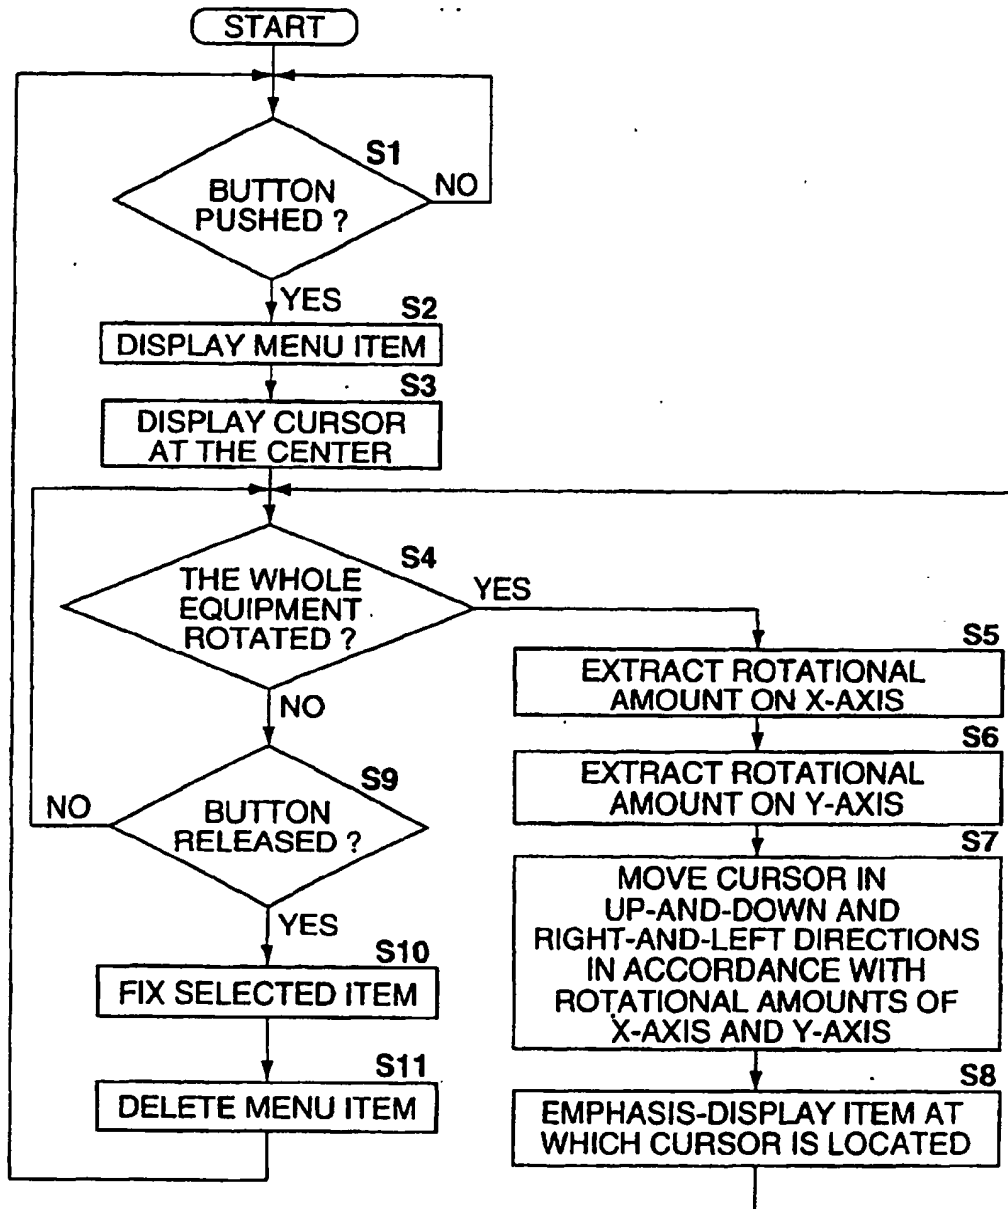 START
S1
BUTTON
PUSHED ?
NO
YES
S2
DISPLAY MENU ITEM
S3
DISPLAY CURSOR
AT THE CENTER
S4
THE WHOLE
EQUIPMENT
ROTATED ?
YES
NO
S5
EXTRACT ROTATIONAL
AMOUNT ON X-AXIS
S6
EXTRACT ROTATIONAL
AMOUNT ON Y-AXIS
S7
MOVE CURSOR IN
UP-AND-DOWN AND
RIGHT-AND-LEFT DIRECTIONS
IN ACCORDANCE WITH
ROTATIONAL AMOUNTS OF
X-AXIS AND Y-AXIS
S8
EMPHASIS-DISPLAY ITEM AT
WHICH CURSOR IS LOCATED
S9
BUTTON
RELEASED ?
NO
YES
S10
FIX SELECTED ITEM
S11
DELETE MENU ITEM